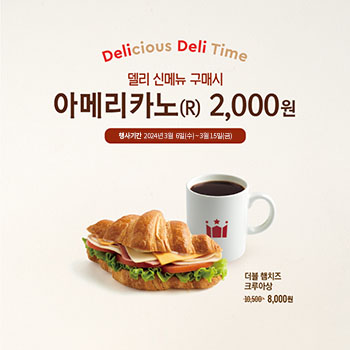 Delicious Deli Time
델리 신메뉴 구매시
아메리카노(R) 2,000원
행사기간 2024년 3월 6일(수) ~ 3월 15일(금)
더블 햄치즈
크루아상
10,500 8,000원